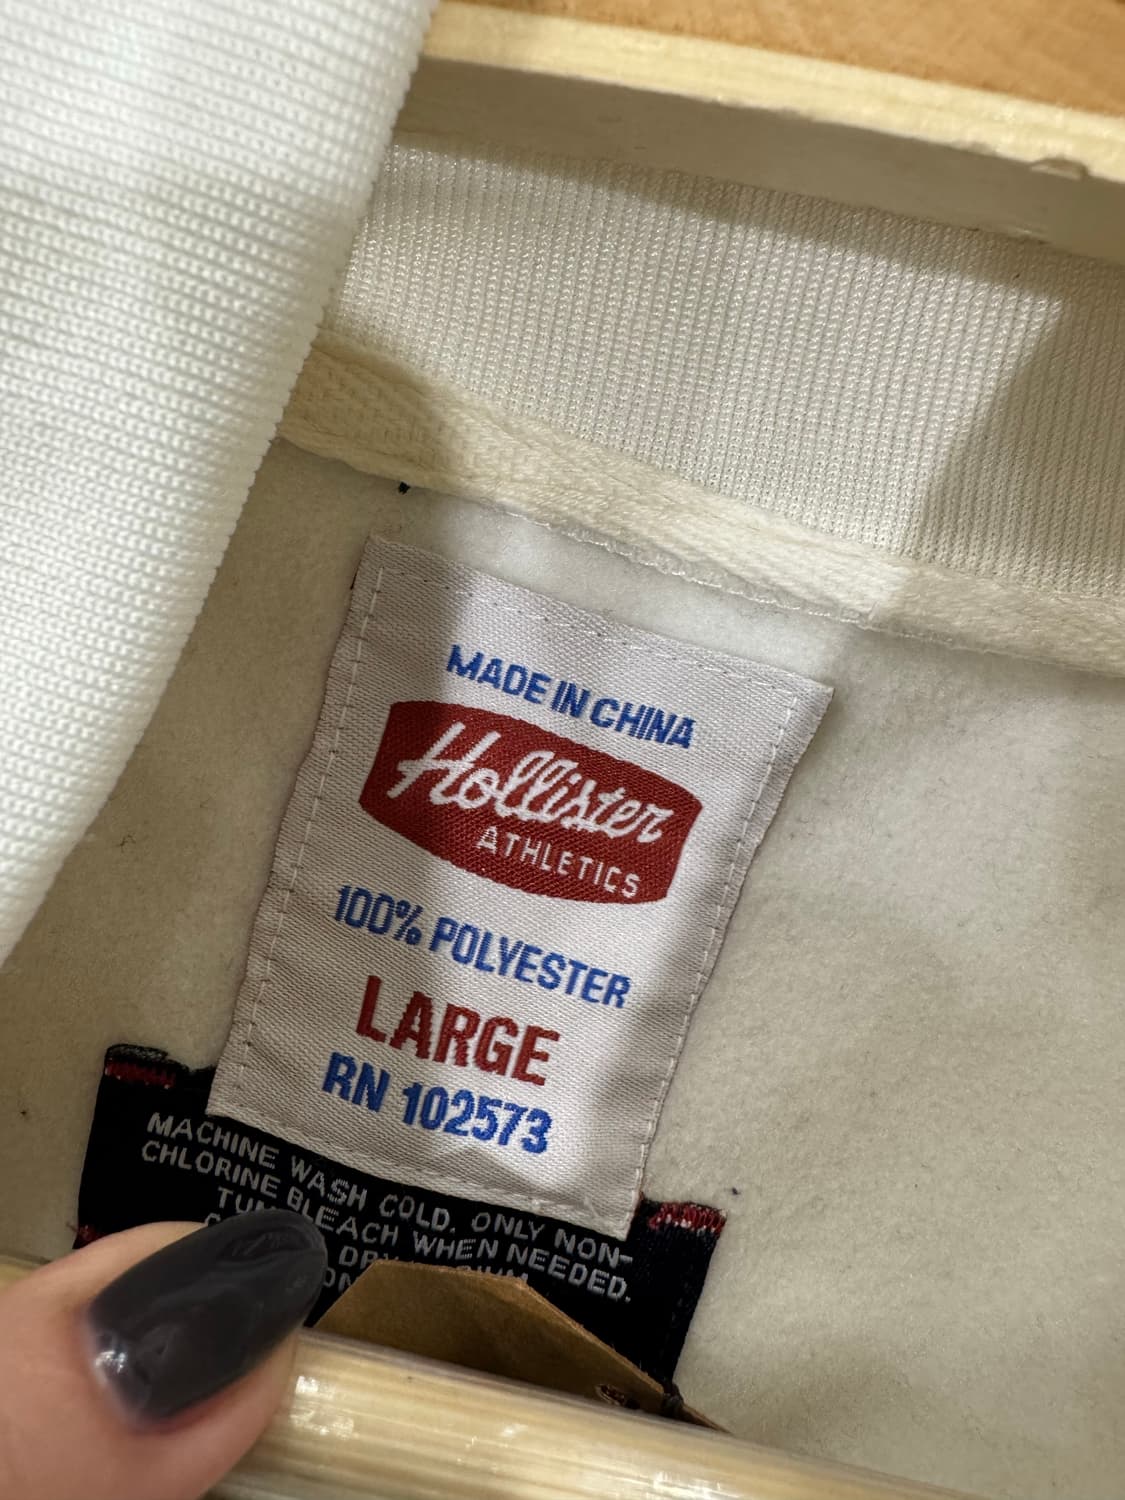 MADE IN CHINA
Hollister
ATHLETICS
100% POLYESTER
LARGE
RN 102573
MACHINE WASH COLD. ONLY NON-
CHLORINE BLEACH WHEN NEEDED.